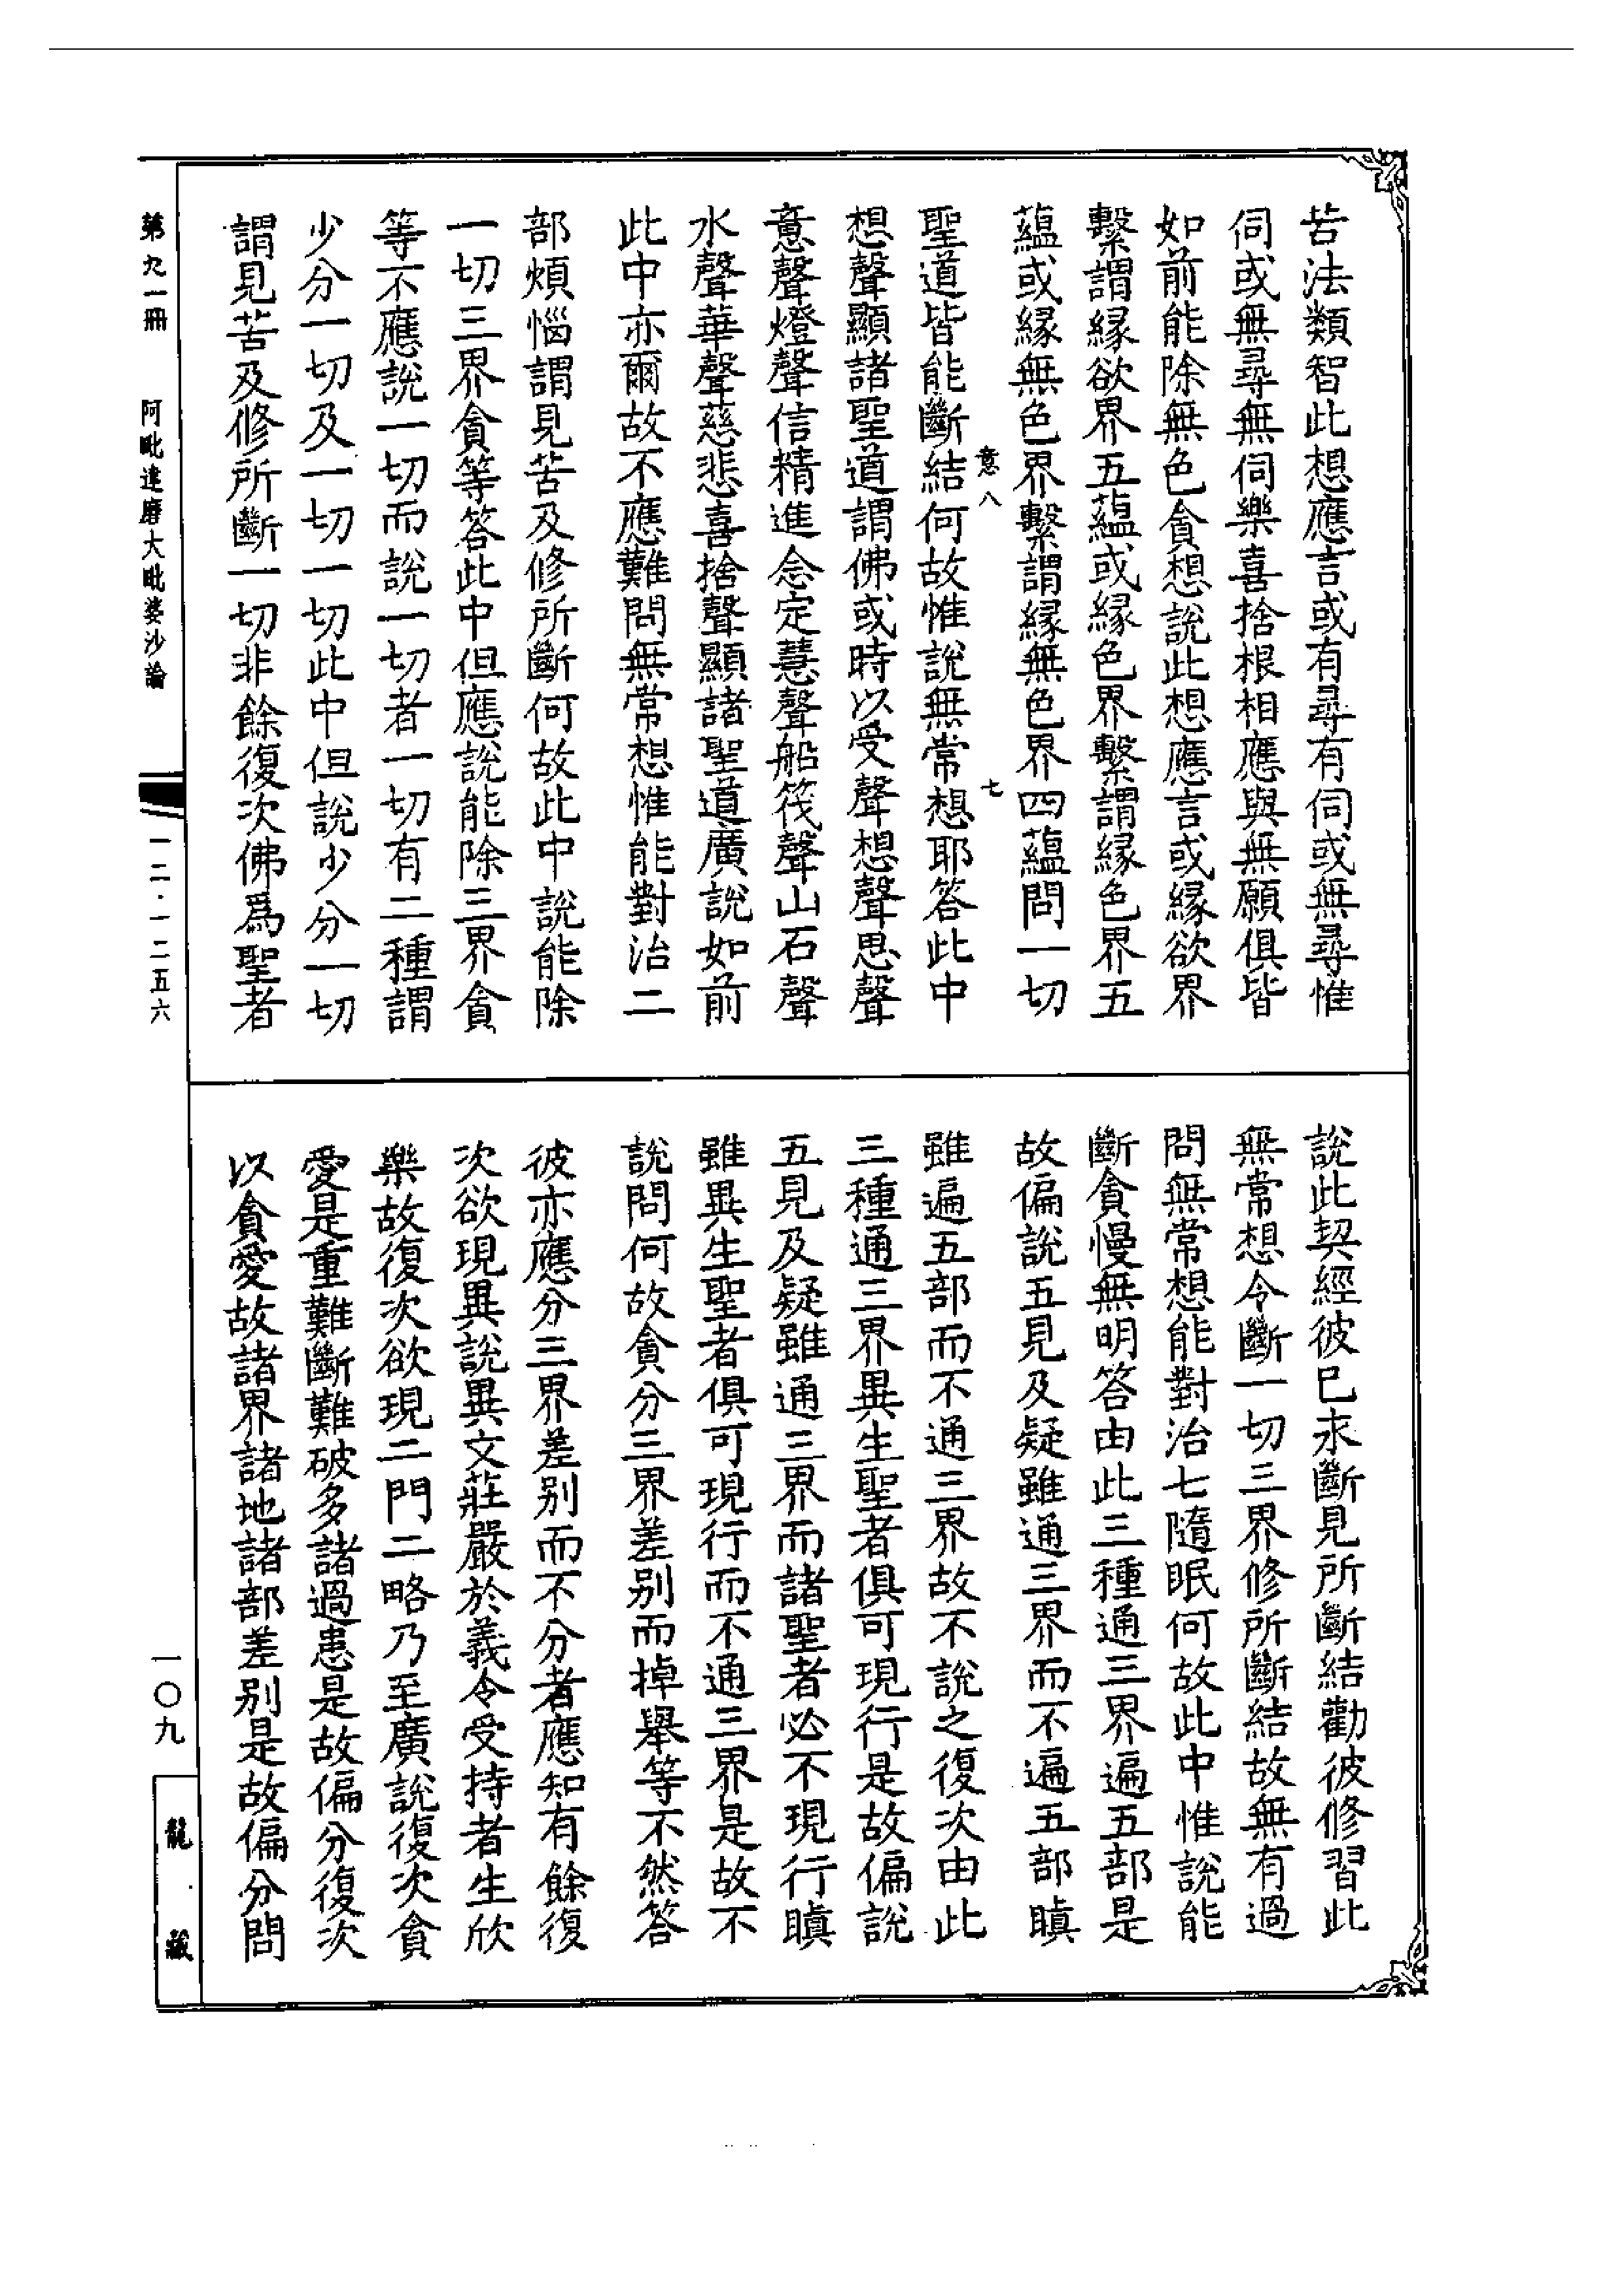 苦法類智此想應言或有尋有伺或無尋惟
伺或無尋無伺樂喜捨根相應與無願俱皆
如前能除無色貪想說此想應言或緣欲界
繫謂緣欲界五蘊或緣色界繫謂緣色界五
蘊或緣無色界繫謂緣無色界四蘊問一切
意八
七
聖道皆能斷結何故惟說無常想耶答此中
想聲顯諸聖道謂佛或時以受聲想聲思聲
意聲燈聲信精進念定慧聲船筏聲山石聲
水聲華聲慈悲喜捨聲顯諸聖道廣說如前
此中亦爾故不應難問無常想惟能對治二
部煩惱謂見苦及修所斷何故此中說能除
一切三界貪等答此中但應說能除三界貪
等不應說一切而說一切者一切有二種謂
少分一切及一切一切此中但說少分一切
謂見苦及修所斷一切非餘復次佛爲聖者
說此契經彼已永斷見所斷結勸彼修習此
無常想令斷一切三界修所斷結故無有過
問無常想能對治七隨眠何故此中惟說能
斷貪慢無明答由此三種通三界遍五部是
故偏說五見及疑雖通三界而不遍五部瞋
雖遍五部而不通三界故不說之復次由此
三種通三界異生聖者俱可現行是故偏說
五見及疑雖通三界而諸聖者必不現行瞋
雖異生聖者俱可現行而不通三界是故不
說問何故貪分三界差別而掉舉等不然答
彼亦應分三界差別而不分者應知有餘復
次欲現異說異文莊嚴於義令受持者生欣
樂故復次欲現二門二略乃至廣說復次貪
愛是重難斷難破多諸過患是故偏分復次
以貪愛故諸界諸地諸部差別是故偏分問
第九一冊
阿毗達磨大毗婆沙論
一二·一二五六
一〇九
龍藏